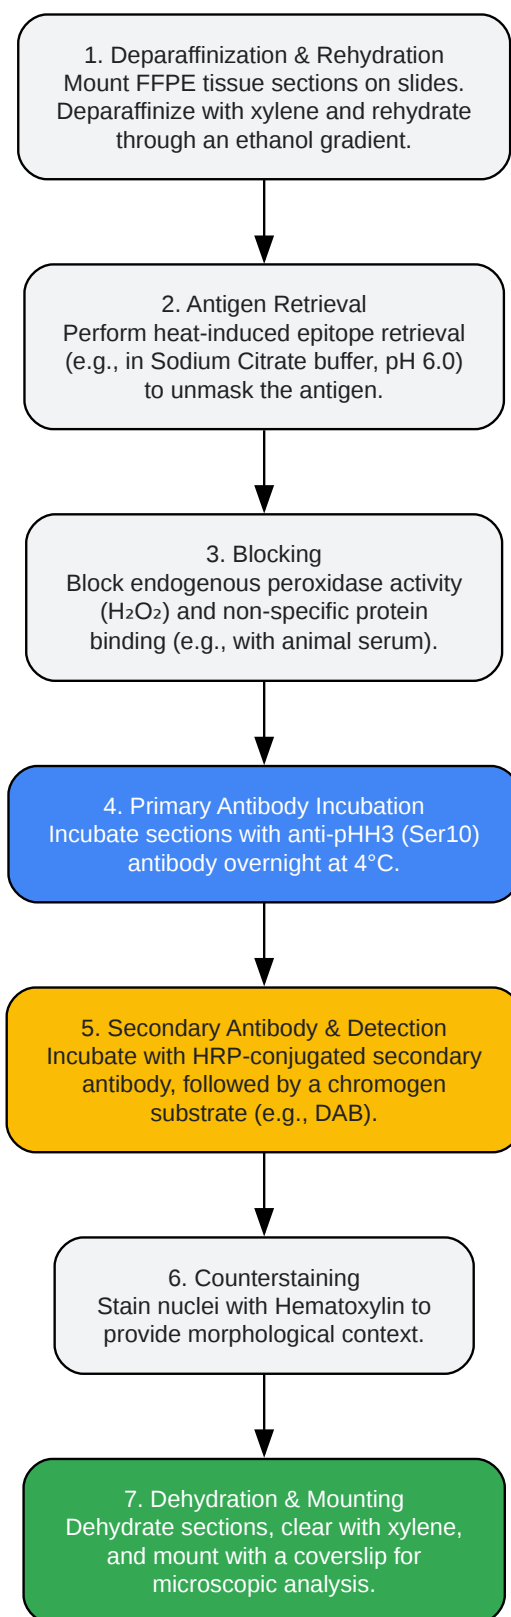 1. Deparaffinization & Rehydration
Mount FFPE tissue sections on slides.
Deparaffinize with xylene and rehydrate
through an ethanol gradient.
2. Antigen Retrieval
Perform heat-induced epitope retrieval
(e.g., in Sodium Citrate buffer, pH 6.0)
to unmask the antigen.
3. Blocking
Block endogenous peroxidase activity
(H₂O₂) and non-specific protein
binding (e.g., with animal serum).
4. Primary Antibody Incubation
Incubate sections with anti-pHH3 (Ser10)
antibody overnight at 4°C.
5. Secondary Antibody & Detection
Incubate with HRP-conjugated secondary
antibody, followed by a chromogen
substrate (e.g., DAB).
6. Counterstaining
Stain nuclei with Hematoxylin to
provide morphological context.
7. Dehydration & Mounting
Dehydrate sections, clear with xylene,
and mount with a coverslip for
microscopic analysis.